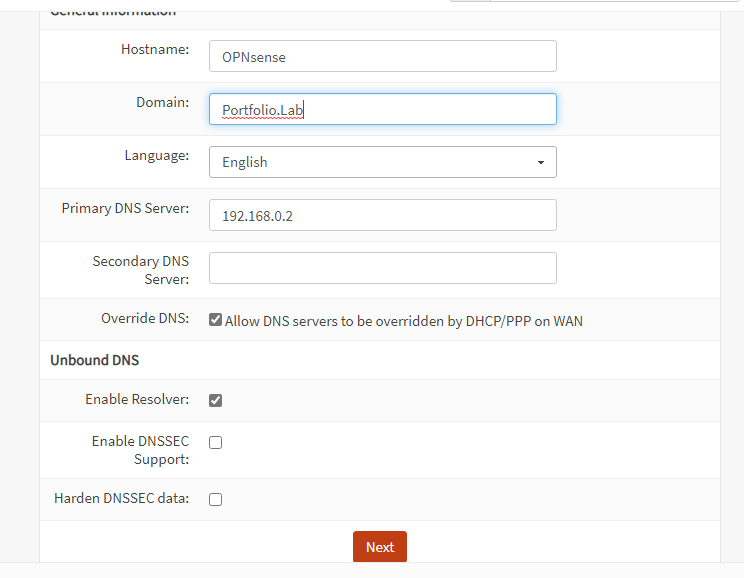 General Information
Hostname:
OPNsense
Domain:
Portfolio.Lab
Language:
English
Primary DNS Server:
192.168.0.2
Secondary DNS
Server:
Override DNS:
Allow DNS servers to be overridden by DHCP/PPP on WAN
Unbound DNS
Enable Resolver:
Enable DNSSEC
Support:
Harden DNSSEC data:
Next